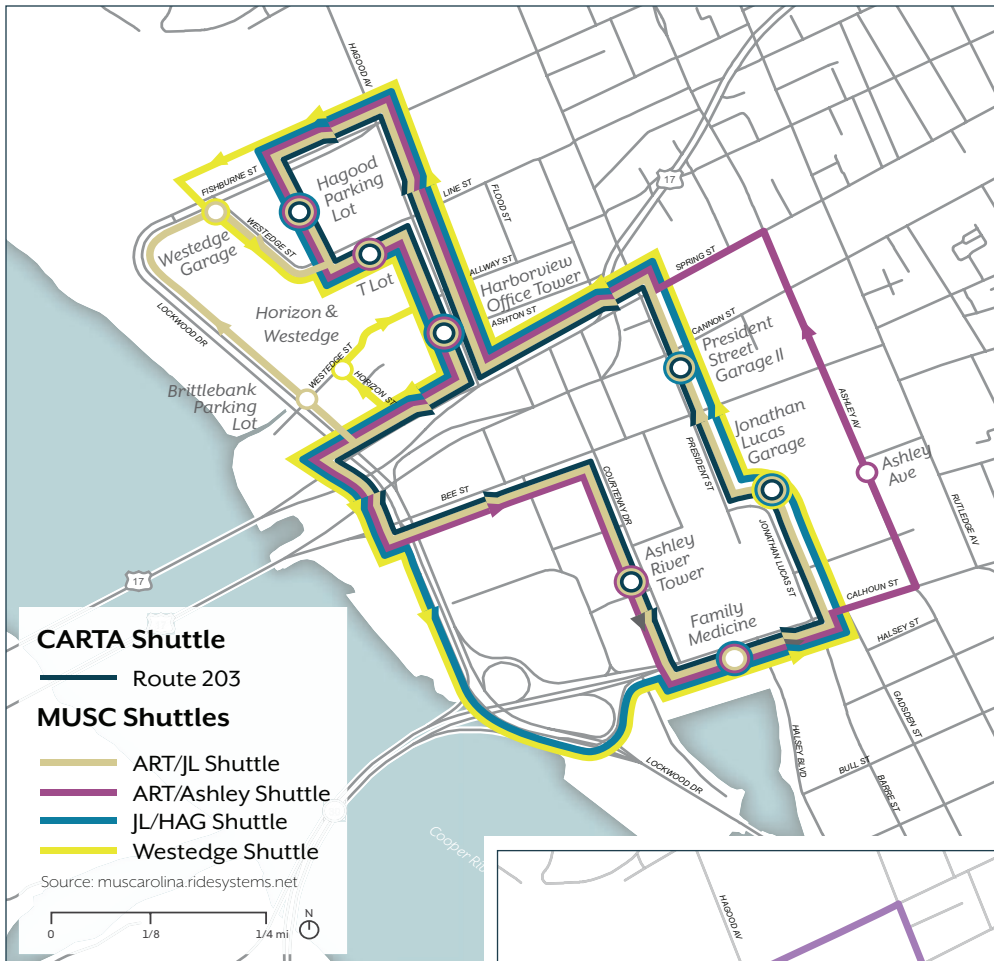 HAGOOD AV
17
FISHBURNE ST
Hagood
Parking
Lot
LINE ST
FLOOD ST
Westedge
Garage
WESTEDGE ST
T Lot
ALLWAY ST
Harborview
Office Tower
ASHTON ST
SPRING ST
LOCKWOOD DR
Horizon &
Westedge
WESTEDGE ST
HORIZON ST
CANNON ST
President
Street
Garage II
Brittlebank
Parking
Lot
ASHLEY AV
Jonathan
Lucas
Garage
PRESIDENT ST
Ashley
Ave
BEE ST
COURTENAY DR
RUTLEDGE AV
JONATHAN LUCAS ST
Ashley
River
Tower
17
CALHOUN ST
Family
Medicine
HALSEY ST
GADSDEN ST
HALSEY BLVD
BULL ST
BARRE ST
LOCKWOOD DR
CARTA Shuttle
Route 203
MUSC Shuttles
ART/JL Shuttle
ART/Ashley Shuttle
JL/HAG Shuttle
Westedge Shuttle
Source: muscarolina.ridesystems.net
0 1/8 1/4 mi
N
Cooper
HAGOOD AV